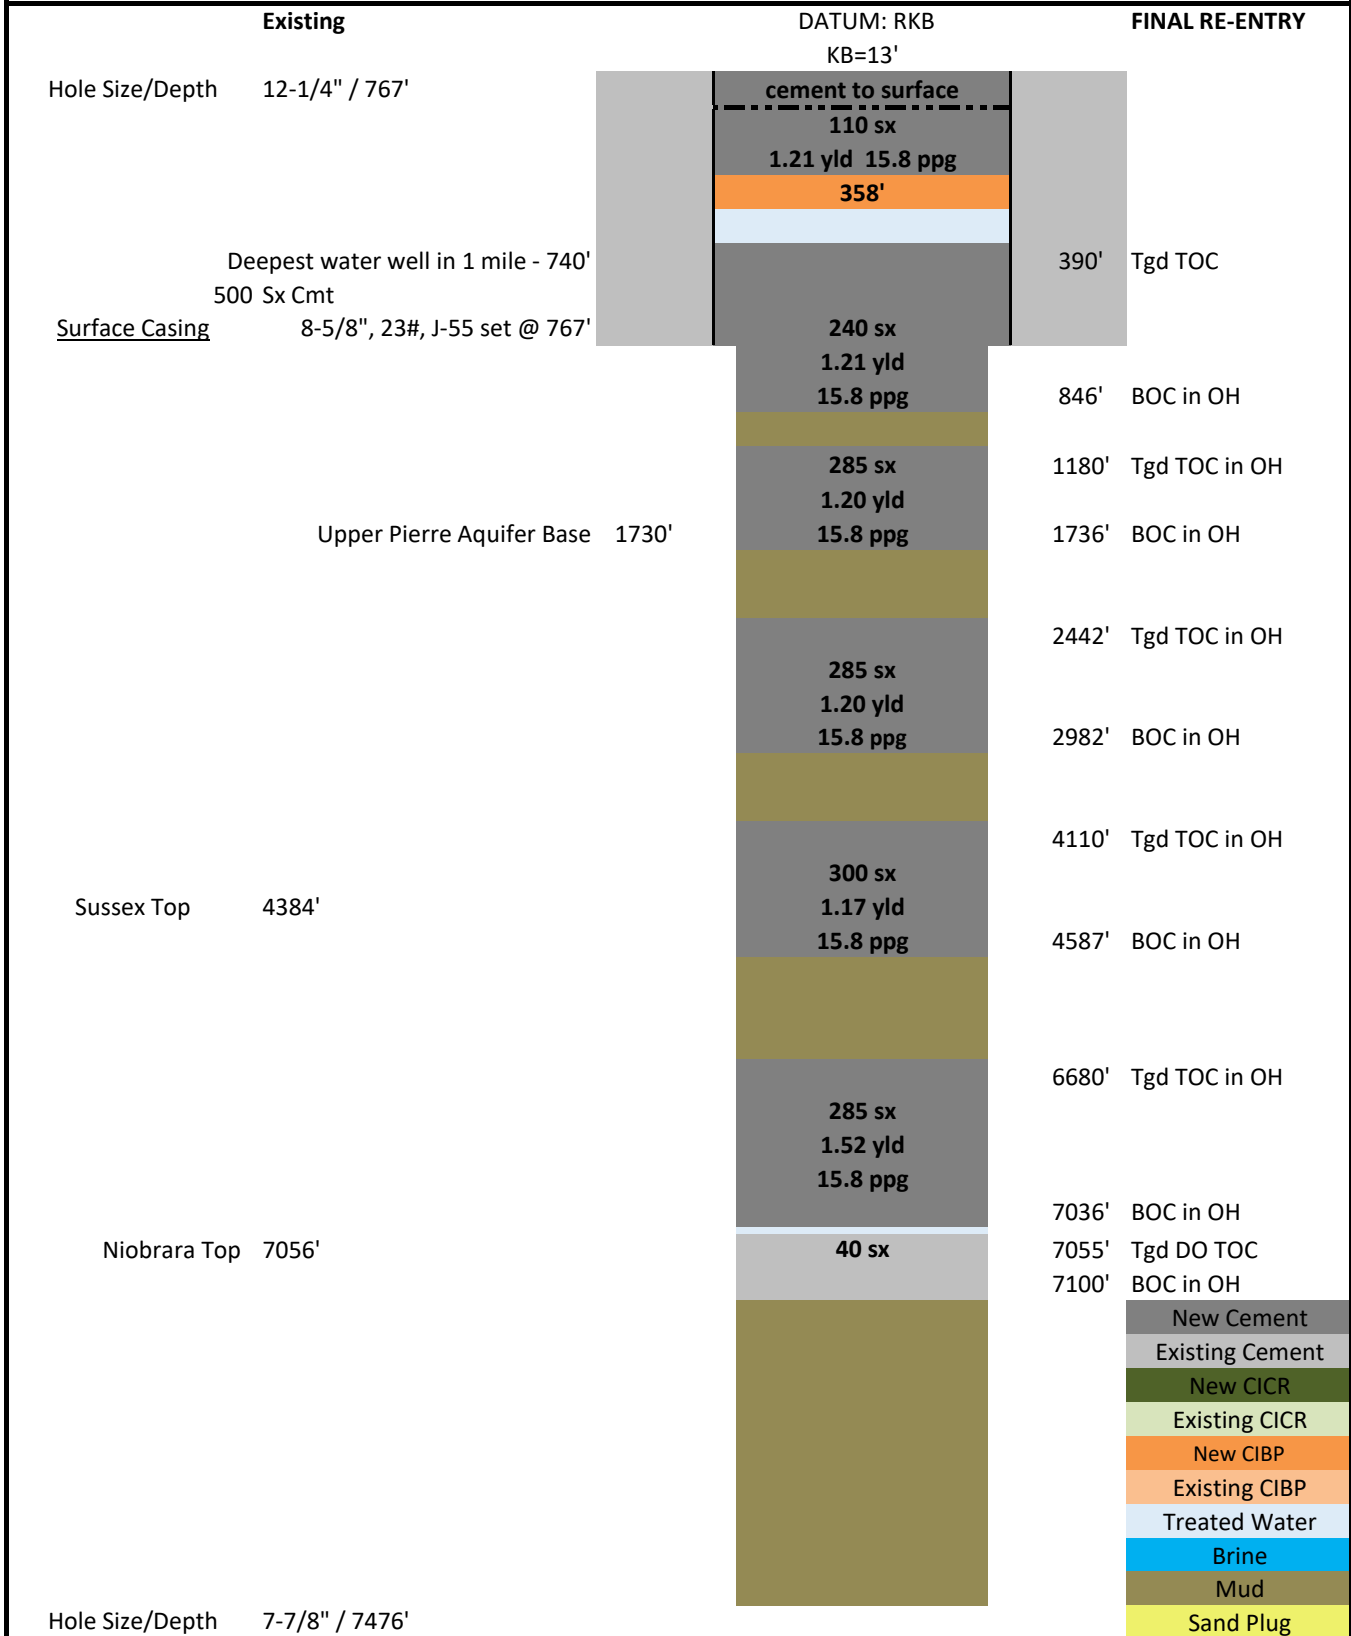 Existing DATUM: RKB FINAL RE-ENTRY
KB=13'
Hole Size/Depth 12-1/4" / 767' cement to surface
110 sx
1.21 yld 15.8 ppg
358'
Deepest water well in 1 mile - 740' 390' Tgd TOC
500 Sx Cmt
Surface Casing 8-5/8", 23#, J-55 set @ 767' 240 sx
1.21 yld
15.8 ppg 846' BOC in OH
285 sx 1180' Tgd TOC in OH
1.20 yld
Upper Pierre Aquifer Base 1730' 15.8 ppg 1736' BOC in OH
2442' Tgd TOC in OH
285 sx
1.20 yld
15.8 ppg 2982' BOC in OH
4110' Tgd TOC in OH
300 sx
Sussex Top 4384' 1.17 yld
15.8 ppg 4587' BOC in OH
6680' Tgd TOC in OH
285 sx
1.52 yld
15.8 ppg
7036' BOC in OH
Niobrara Top 7056' 40 sx 7055' Tgd DO TOC
7100' BOC in OH
New Cement
Existing Cement
New CICR
Existing CICR
New CIBP
Existing CIBP
Treated Water
Brine
Mud
Hole Size/Depth 7-7/8" / 7476' Sand Plug